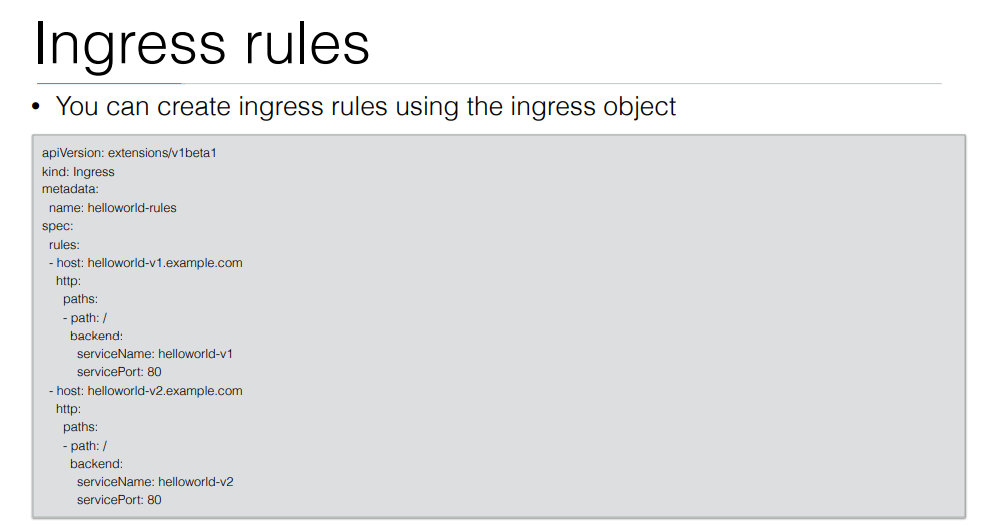 Ingress rules
• You can create ingress rules using the ingress object
apiVersion: extensions/v1beta1
kind: Ingress
metadata:
  name: helloworld-rules
spec:
  rules:
  - host: helloworld-v1.example.com
    http:
      paths:
      - path: /
        backend:
          serviceName: helloworld-v1
          servicePort: 80
  - host: helloworld-v2.example.com
    http:
      paths:
      - path: /
        backend:
          serviceName: helloworld-v2
          servicePort: 80